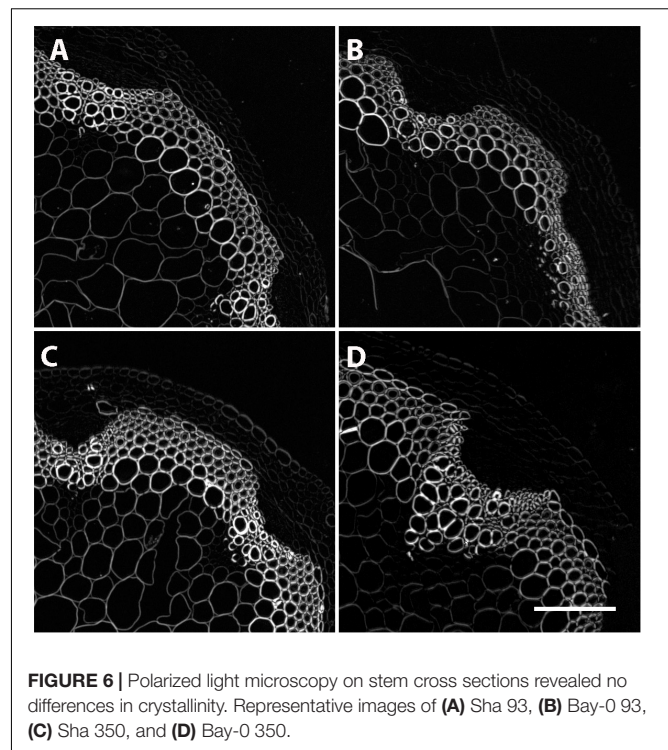 A
B
C
D
FIGURE 6 | Polarized light microscopy on stem cross sections revealed no
differences in crystallinity. Representative images of (A) Sha 93, (B) Bay-0 93,
(C) Sha 350, and (D) Bay-0 350.